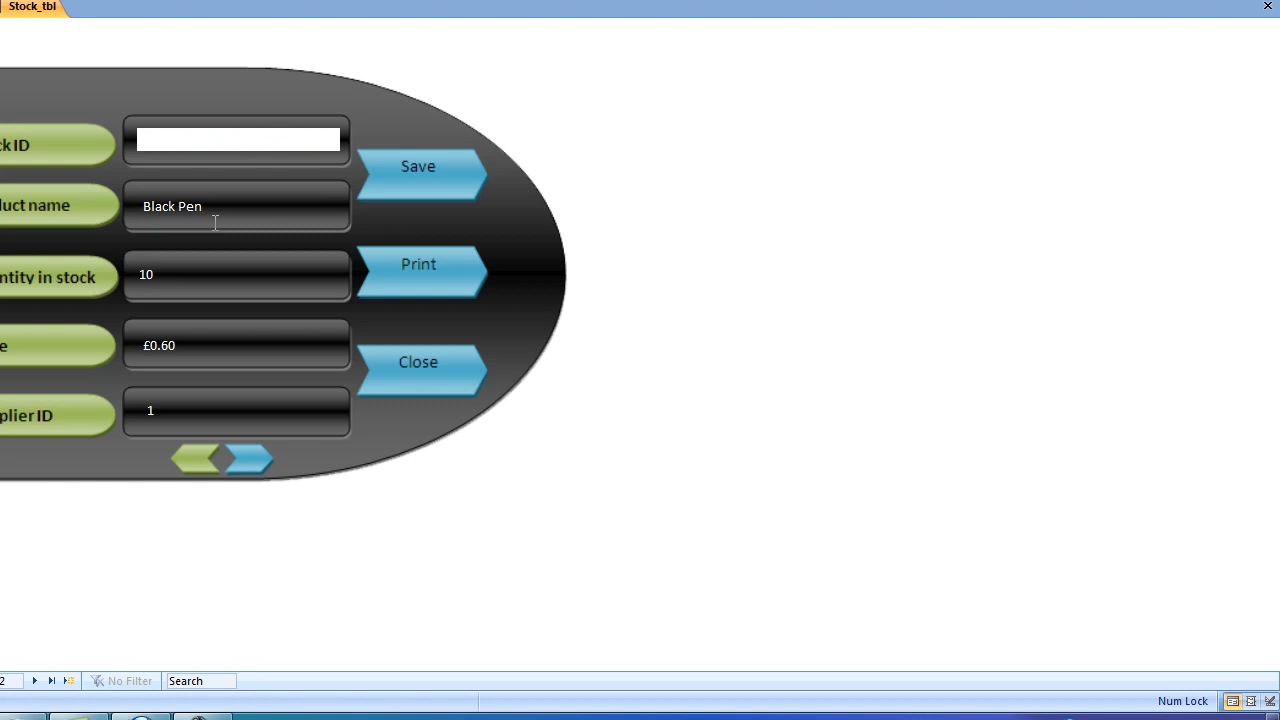 Stock_tbl
ck ID
Save
duct name
Black Pen
Print
ntity in stock
10
e
£0.60
Close
plier ID
1
2
No Filter
Search
Num Lock